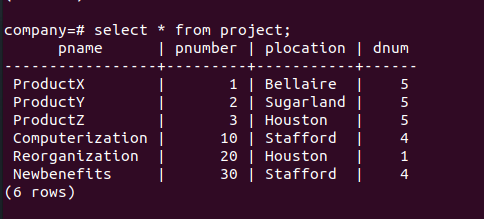 company=# select * from project;
      pname      | pnumber | plocation | dnum
-----------------+---------+-----------+------
 ProductX        |       1 | Bellaire  |    5
 ProductY        |       2 | Sugarland |    5
 ProductZ        |       3 | Houston   |    5
 Computerization |      10 | Stafford  |    4
 Reorganization  |      20 | Houston   |    1
 Newbenefits     |      30 | Stafford  |    4
(6 rows)